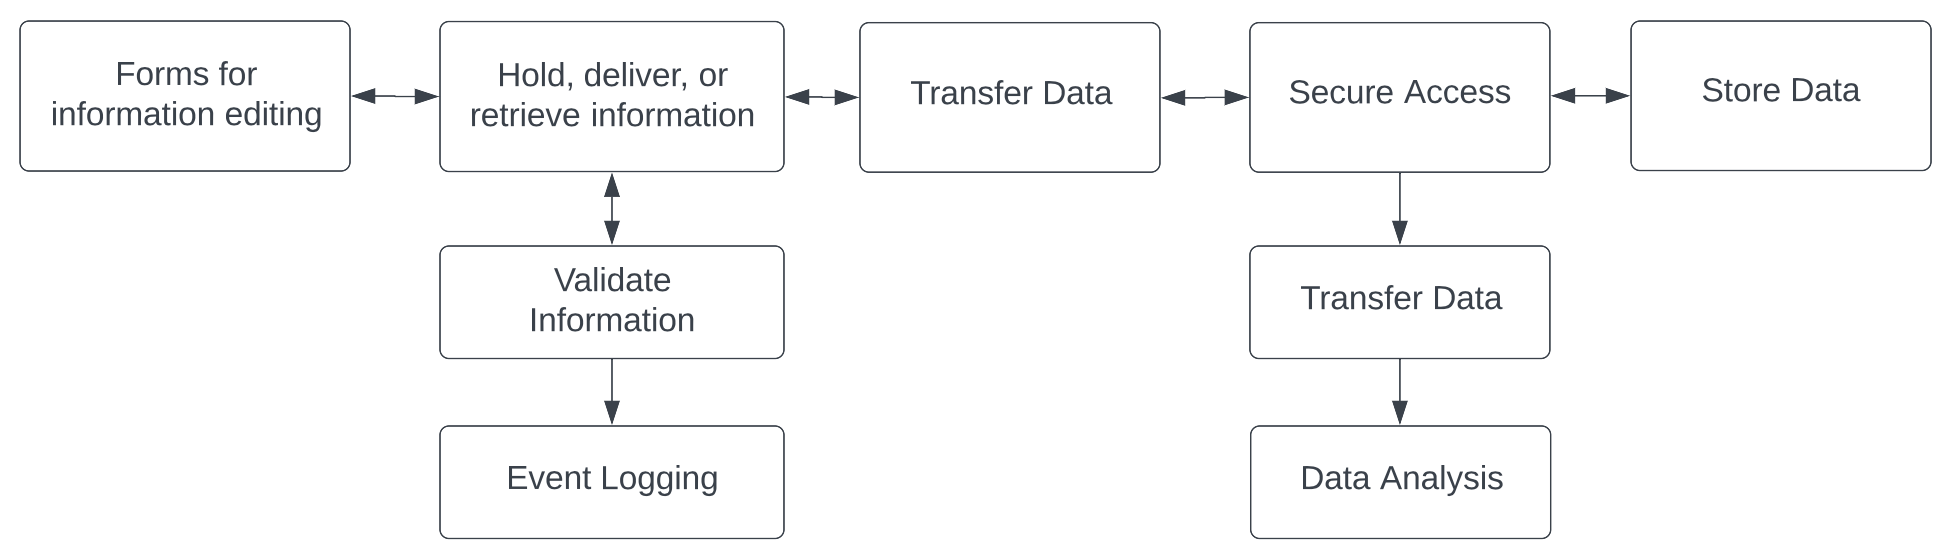 Forms for
information editing
Hold, deliver, or
retrieve information
Transfer Data
Secure Access
Store Data
Validate
Information
Transfer Data
Event Logging
Data Analysis